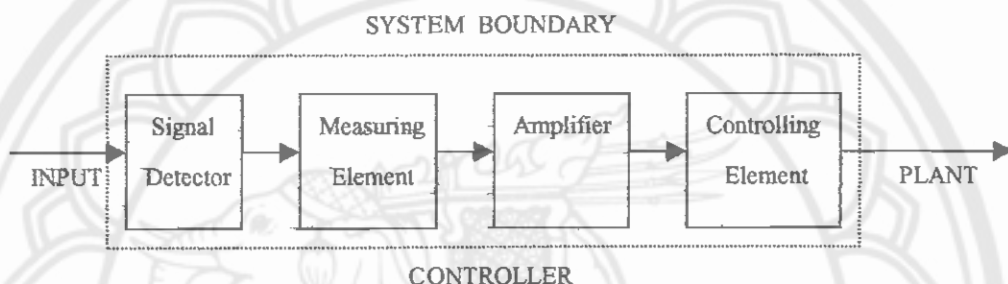 SYSTEM BOUNDARY
Signal
Detector
Measuring
Element
Amplifier
Controlling
Element
INPUT
PLANT
CONTROLLER